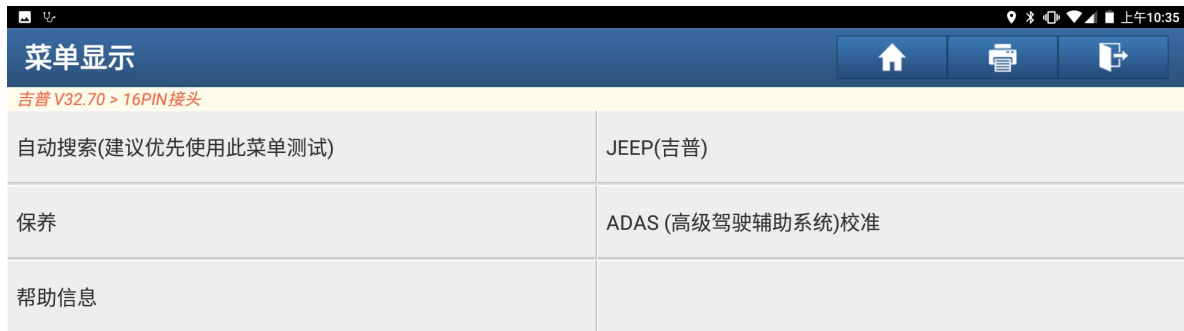 上午10:35
菜单显示
吉普 V32.70 > 16PIN接头
自动搜索(建议优先使用此菜单测试)
JEEP(吉普)
保养
ADAS (高级驾驶辅助系统)校准
帮助信息